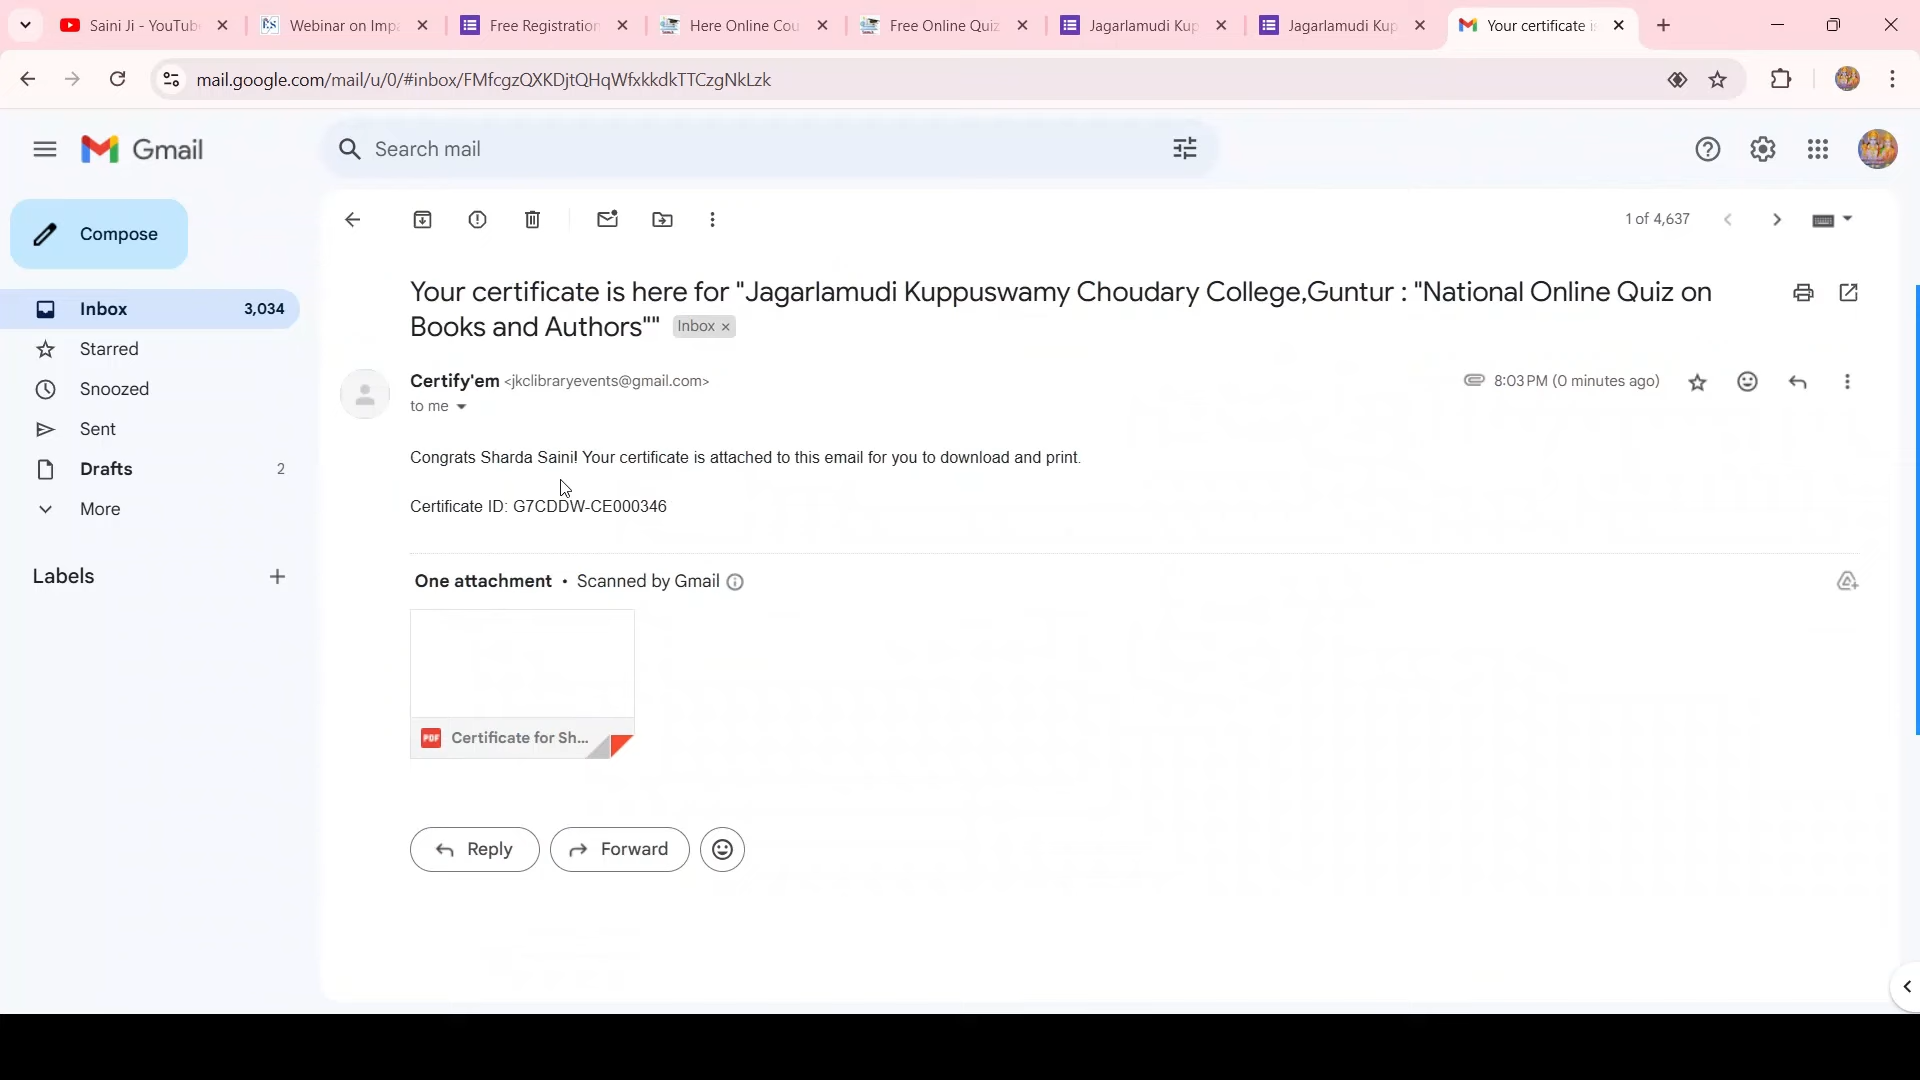 Saini Ji - YouTub
Webinar on Imp
Free Registration
Here Online Cou
Free Online Quiz
Jagarlamudi Kup
Jagarlamudi Kup
Your certificate i
mail.google.com/mail/u/0/#inbox/FMfcgzQXKDjtQHqWfxkkdkTTCzgNkLzk
Gmail
Search mail
Compose
1 of 4,637
Inbox 3,034
Starred
Snoozed
Sent
Drafts 2
More
Labels
Your certificate is here for "Jagarlamudi Kuppuswamy Choudary College,Guntur : "National Online Quiz on
Books and Authors"" Inbox ×
Certify'em <jkclibraryevents@gmail.com>
8:03 PM (0 minutes ago)
to me
Congrats Sharda Saini! Your certificate is attached to this email for you to download and print.
Certificate ID: G7CDDW-CE000346
One attachment • Scanned by Gmail
PDF Certificate for Sh...
Reply
Forward